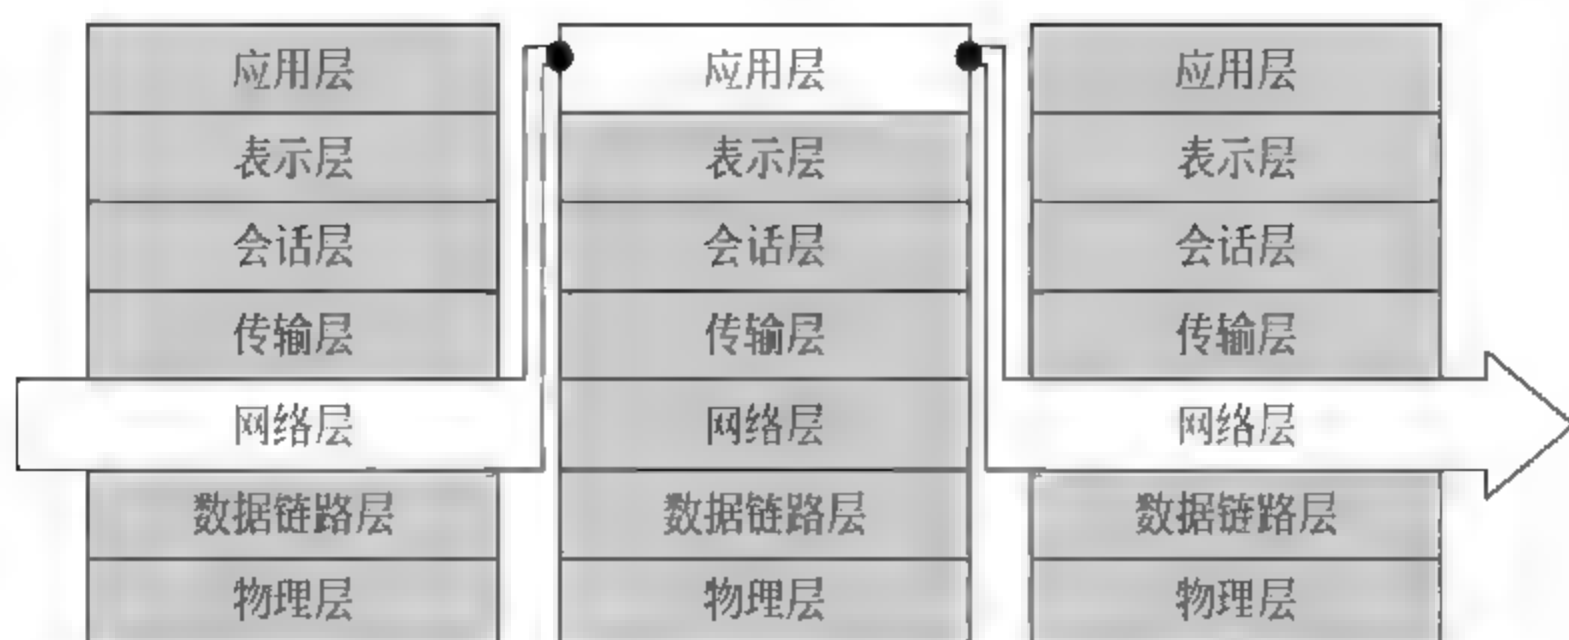 应用层 应用层 应用层
表示层 表示层 表示层
会话层 会话层 会话层
传输层 传输层 传输层
网络层 网络层 网络层
数据链路层 数据链路层 数据链路层
物理层 物理层 物理层